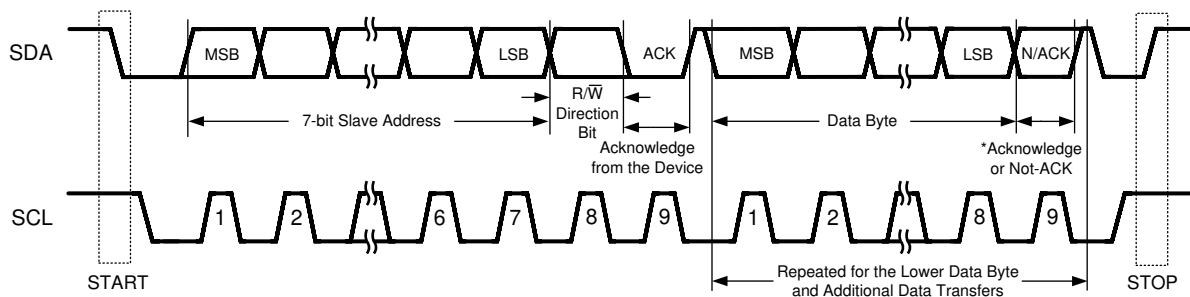 SDA
MSB
LSB
ACK
MSB
LSB
N/ACK
R/W̅
Direction
Bit
7-bit Slave Address
Data Byte
Acknowledge
from the Device
*Acknowledge
or Not-ACK
SCL
1
2
6
7
8
9
1
2
8
9
START
Repeated for the Lower Data Byte
and Additional Data Transfers
STOP